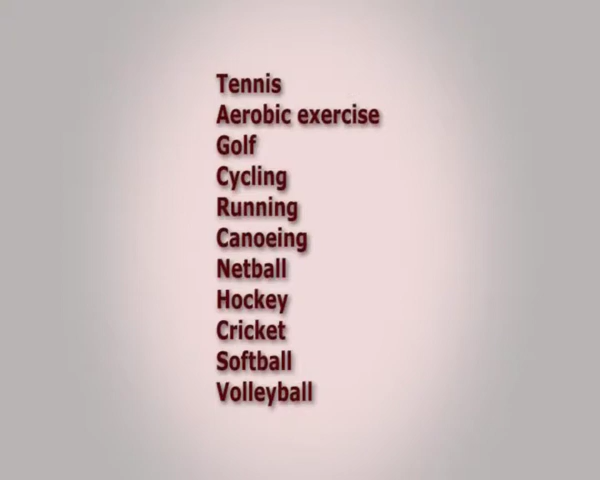 Tennis
Aerobic exercise
Golf
Cycling
Running
Canoeing
Netball
Hockey
Cricket
Softball
Volleyball